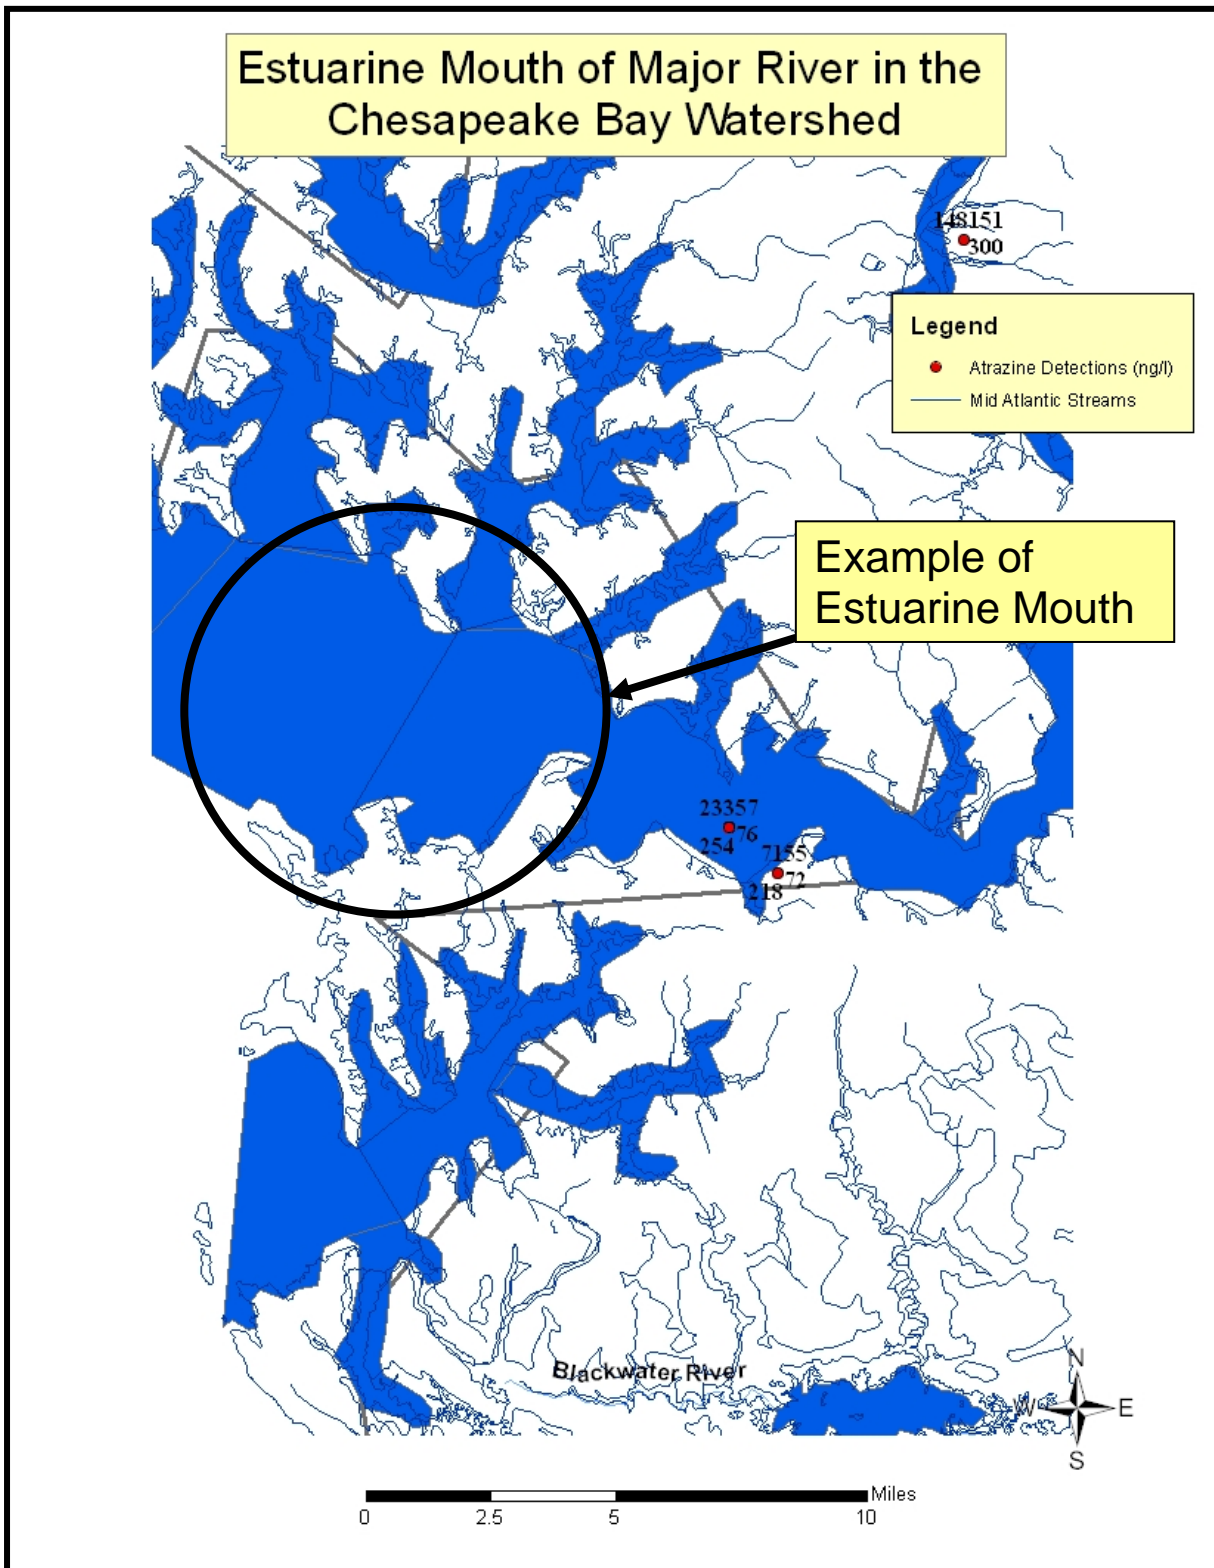 Estuarine Mouth of Major River in the
Chesapeake Bay Watershed
148151
300
Legend
Atrazine Detections (ng/l)
Mid Atlantic Streams
Example of
Estuarine Mouth
23357
76
254
7155
72
218
Blackwater River
N
W E
S
Miles
0 2.5 5 10